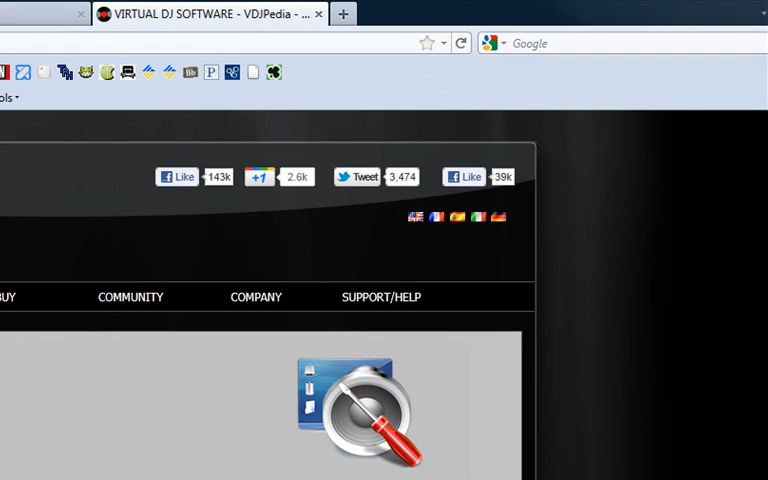 VIRTUAL DJ SOFTWARE - VDJPedia - ...
Google
ols
Like 143k +1 2.6k Tweet 3,474 Like 39k
BUY COMMUNITY COMPANY SUPPORT/HELP